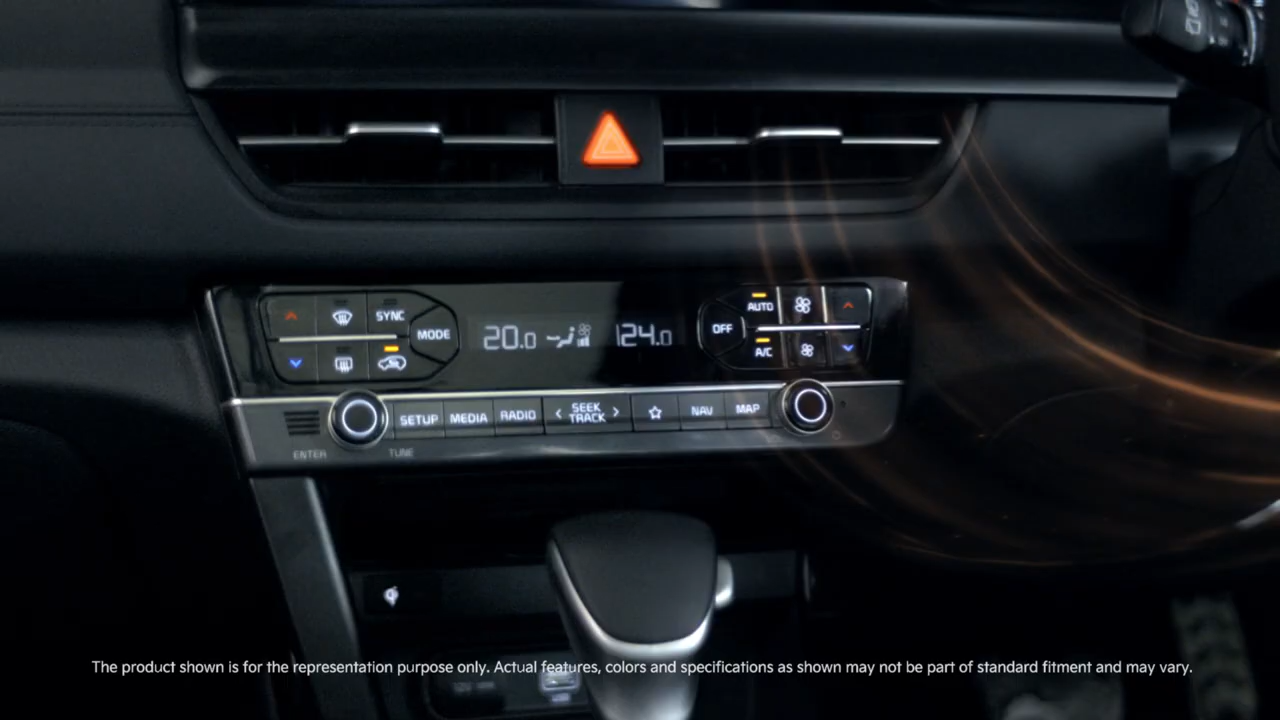 SYNC
MODE
20.0
24.0
OFF
AUTO
A/C
SETUP
MEDIA
RADIO
SEEK
TRACK
NAV
MAP
ENTER
TUNE
The product shown is for the representation purpose only. Actual features, colors and specifications as shown may not be part of standard fitment and may vary.